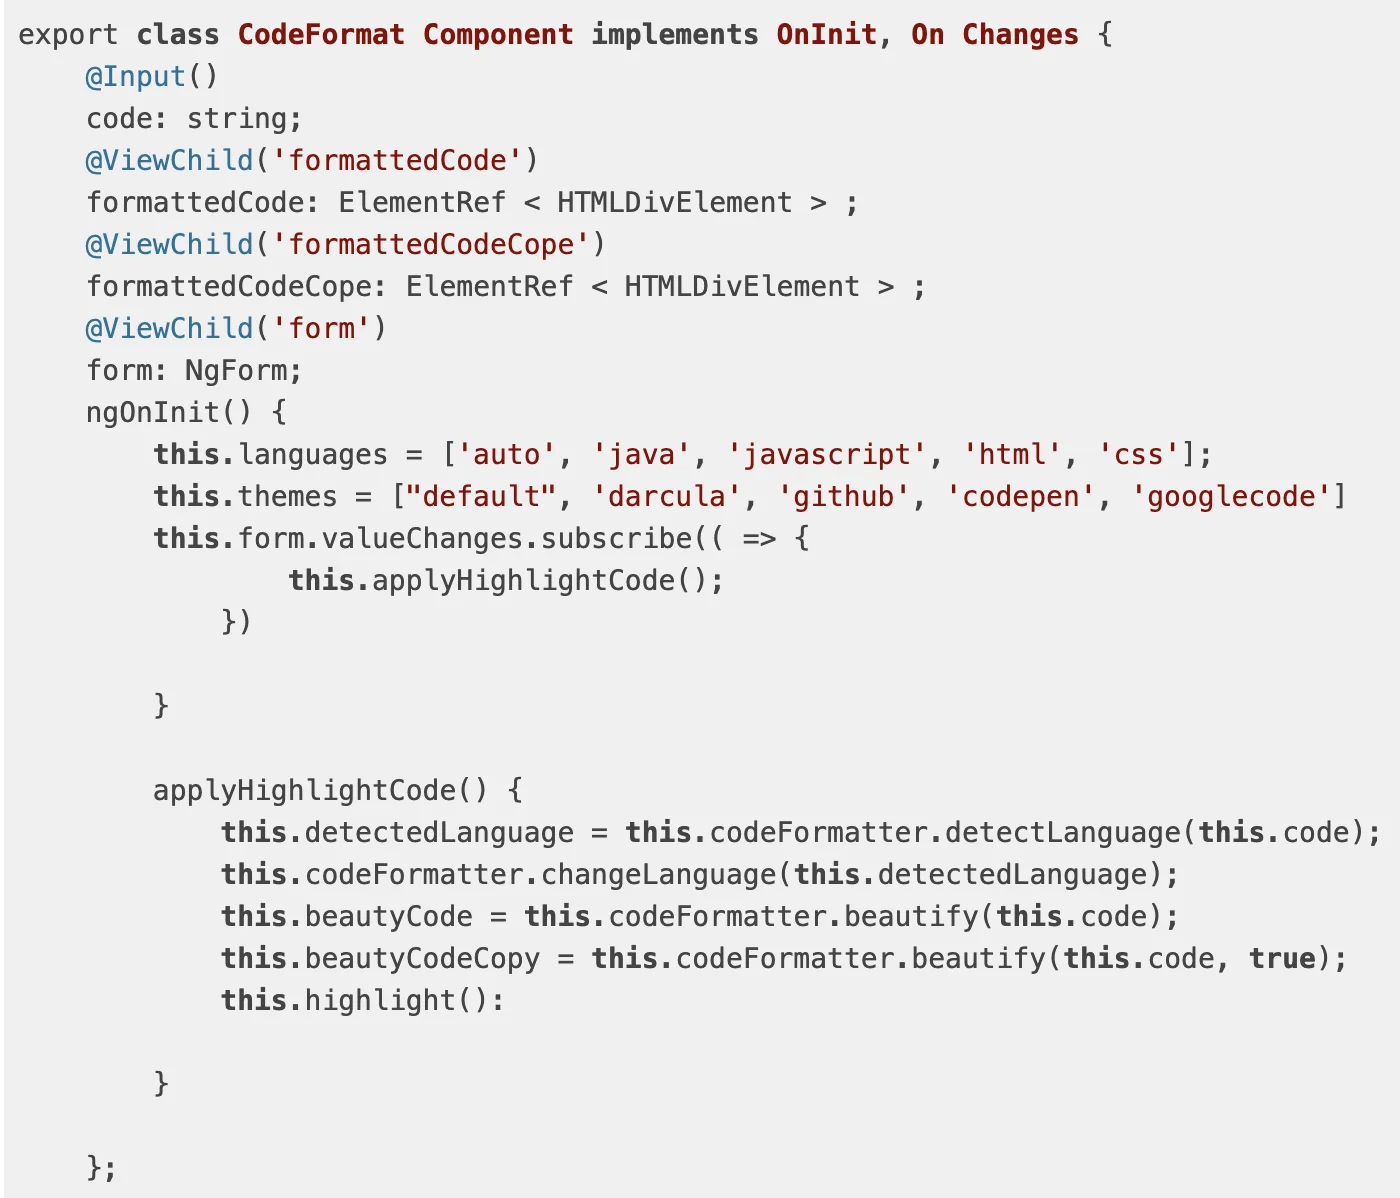 export class CodeFormat Component implements OnInit, On Changes {
    @Input()
    code: string;
    @ViewChild('formattedCode')
    formattedCode: ElementRef < HTMLDivElement > ;
    @ViewChild('formattedCodeCope')
    formattedCodeCope: ElementRef < HTMLDivElement > ;
    @ViewChild('form')
    form: NgForm;
    ngOnInit() {
        this.languages = ['auto', 'java', 'javascript', 'html', 'css'];
        this.themes = ["default", 'darcula', 'github', 'codepen', 'googlecode']
        this.form.valueChanges.subscribe(( => {
                this.applyHighlightCode();
            })
        }
        applyHighlightCode() {
            this.detectedLanguage = this.codeFormatter.detectLanguage(this.code);
            this.codeFormatter.changeLanguage(this.detectedLanguage);
            this.beautyCode = this.codeFormatter.beautify(this.code);
            this.beautyCodeCopy = this.codeFormatter.beautify(this.code, true);
            this.highlight():
        }
    };